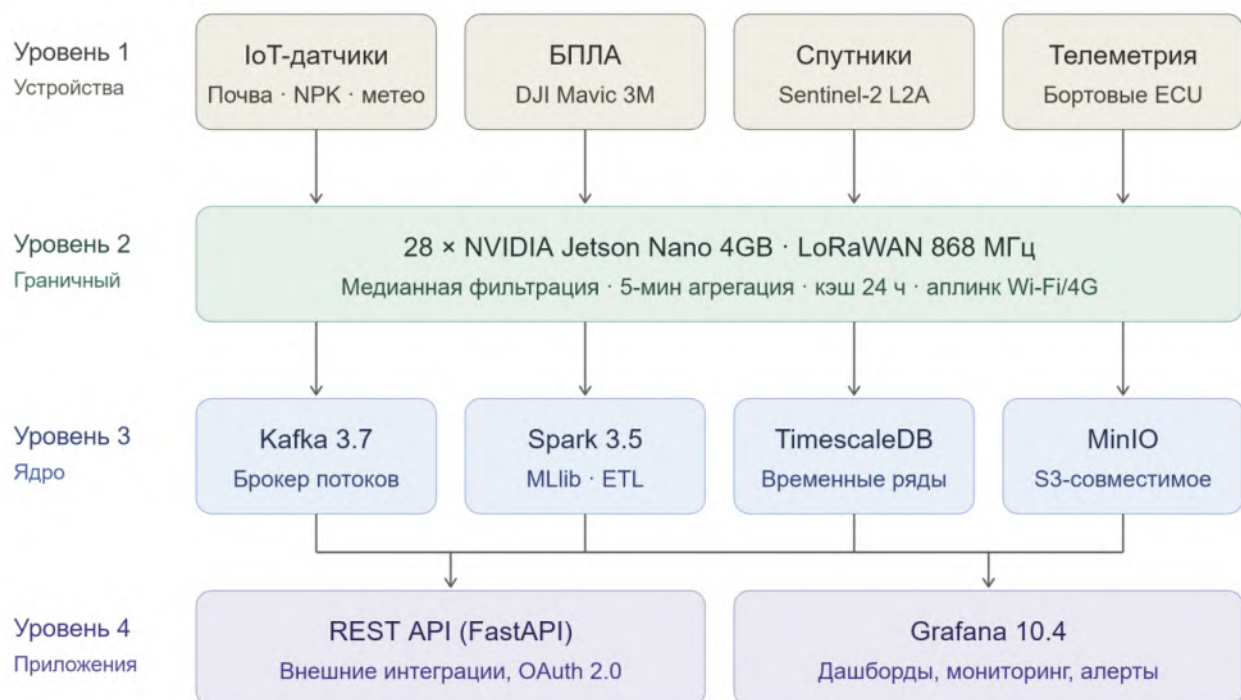 Уровень 1
Устройства
IoT-датчики
Почва · NPK · метео
БПЛА
DJI Mavic 3M
Спутники
Sentinel-2 L2A
Телеметрия
Бортовые ECU
Уровень 2
Граничный
28 × NVIDIA Jetson Nano 4GB · LoRaWAN 868 МГц
Медианная фильтрация · 5-мин агрегация · кэш 24 ч · аплинк Wi-Fi/4G
Уровень 3
Ядро
Kafka 3.7
Брокер потоков
Spark 3.5
MLlib · ETL
TimescaleDB
Временные ряды
MinIO
S3-совместимое
Уровень 4
Приложения
REST API (FastAPI)
Внешние интеграции, OAuth 2.0
Grafana 10.4
Дашборды, мониторинг, алерты